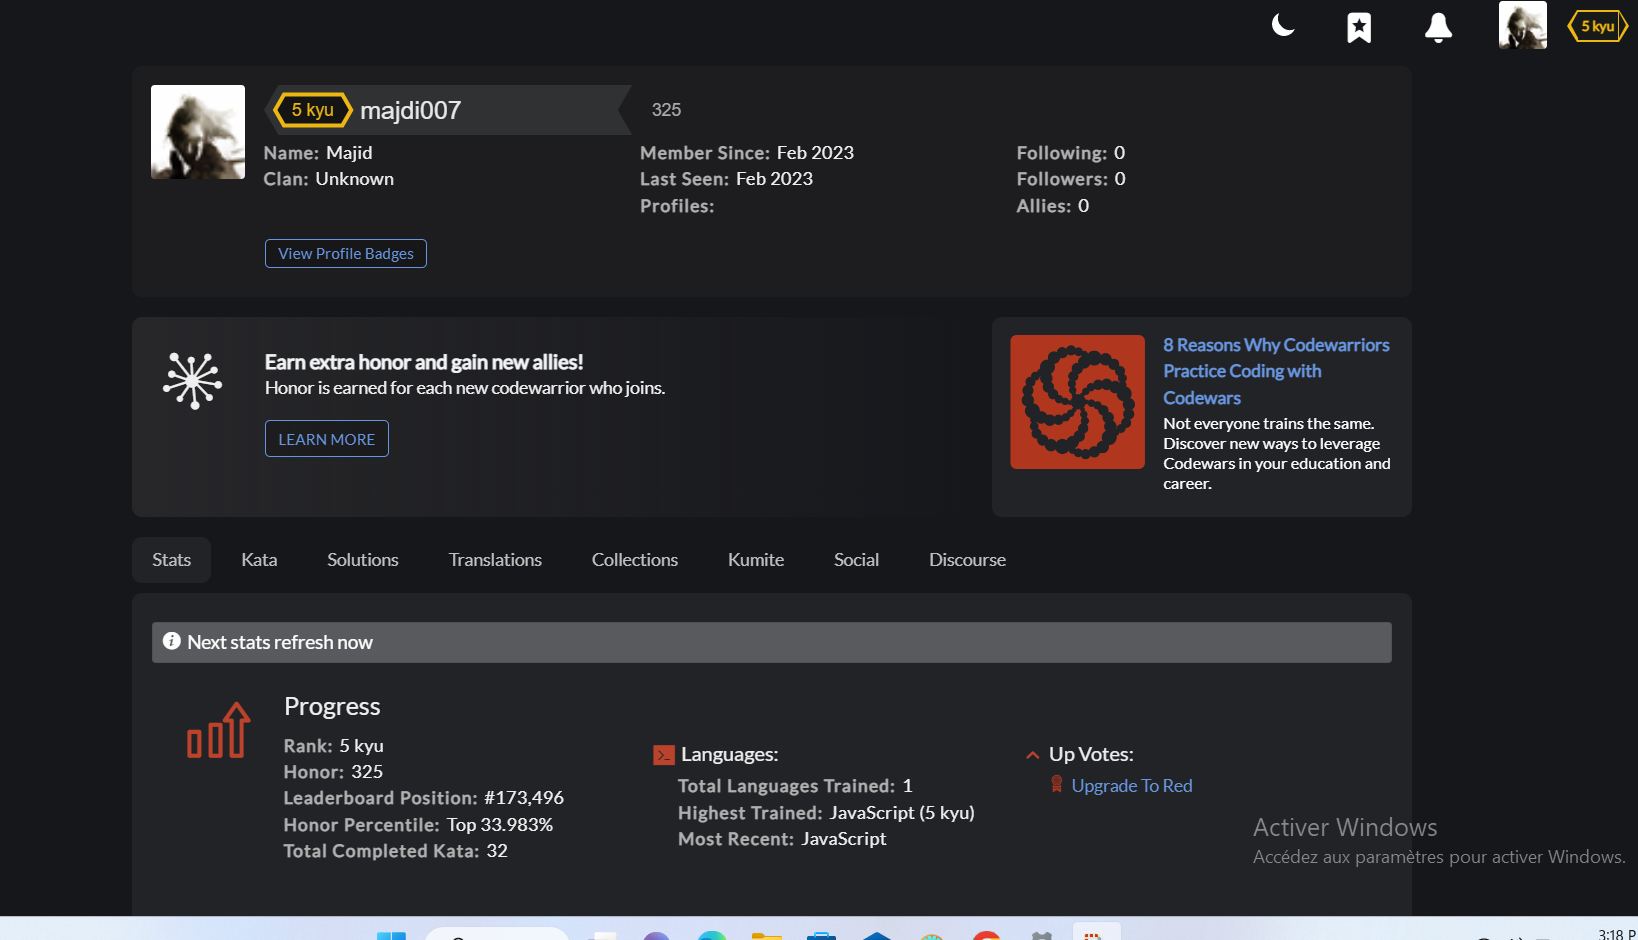 5 kyu
5 kyu majdi007 325
Name: Majid
Clan: Unknown
Member Since: Feb 2023
Last Seen: Feb 2023
Profiles:
Following: 0
Followers: 0
Allies: 0
View Profile Badges
Earn extra honor and gain new allies!
Honor is earned for each new codewarrior who joins.
LEARN MORE
8 Reasons Why Codewarriors
Practice Coding with
Codewars
Not everyone trains the same.
Discover new ways to leverage
Codewars in your education and
career.
Stats Kata Solutions Translations Collections Kumite Social Discourse
Next stats refresh now
Progress
Rank: 5 kyu
Honor: 325
Leaderboard Position: #173,496
Honor Percentile: Top 33.983%
Total Completed Kata: 32
Languages:
Total Languages Trained: 1
Highest Trained: JavaScript (5 kyu)
Most Recent: JavaScript
Up Votes:
Upgrade To Red
Activer Windows
Accédez aux paramètres pour activer Windows.
3:18 P